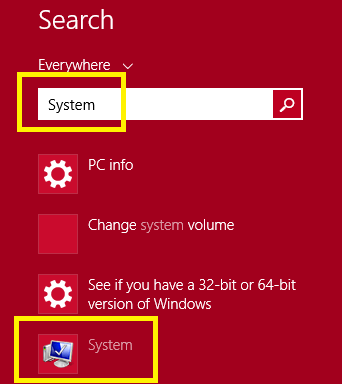 Search
Everywhere
System
PC info
Change system volume
See if you have a 32-bit or 64-bit
version of Windows
System